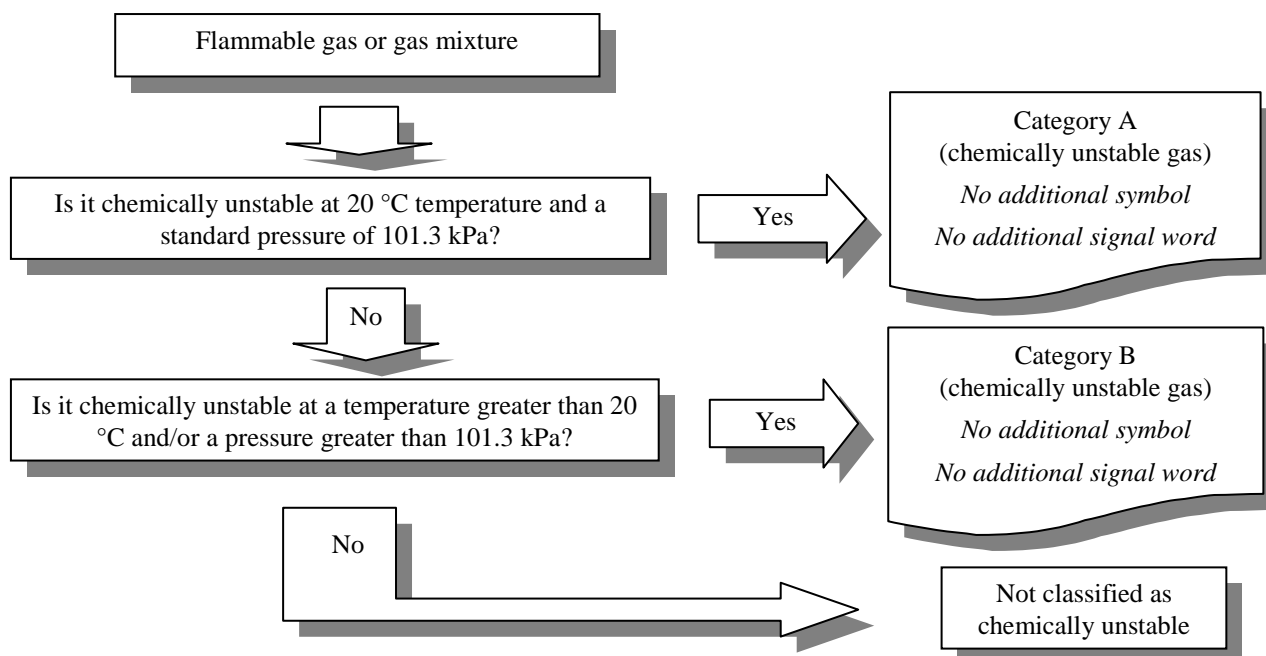 Flammable gas or gas mixture
Is it chemically unstable at 20 °C temperature and a
standard pressure of 101.3 kPa?
Yes
Category A
(chemically unstable gas)
No additional symbol
No additional signal word
No
Is it chemically unstable at a temperature greater than 20
°C and/or a pressure greater than 101.3 kPa?
Yes
Category B
(chemically unstable gas)
No additional symbol
No additional signal word
No
Not classified as
chemically unstable